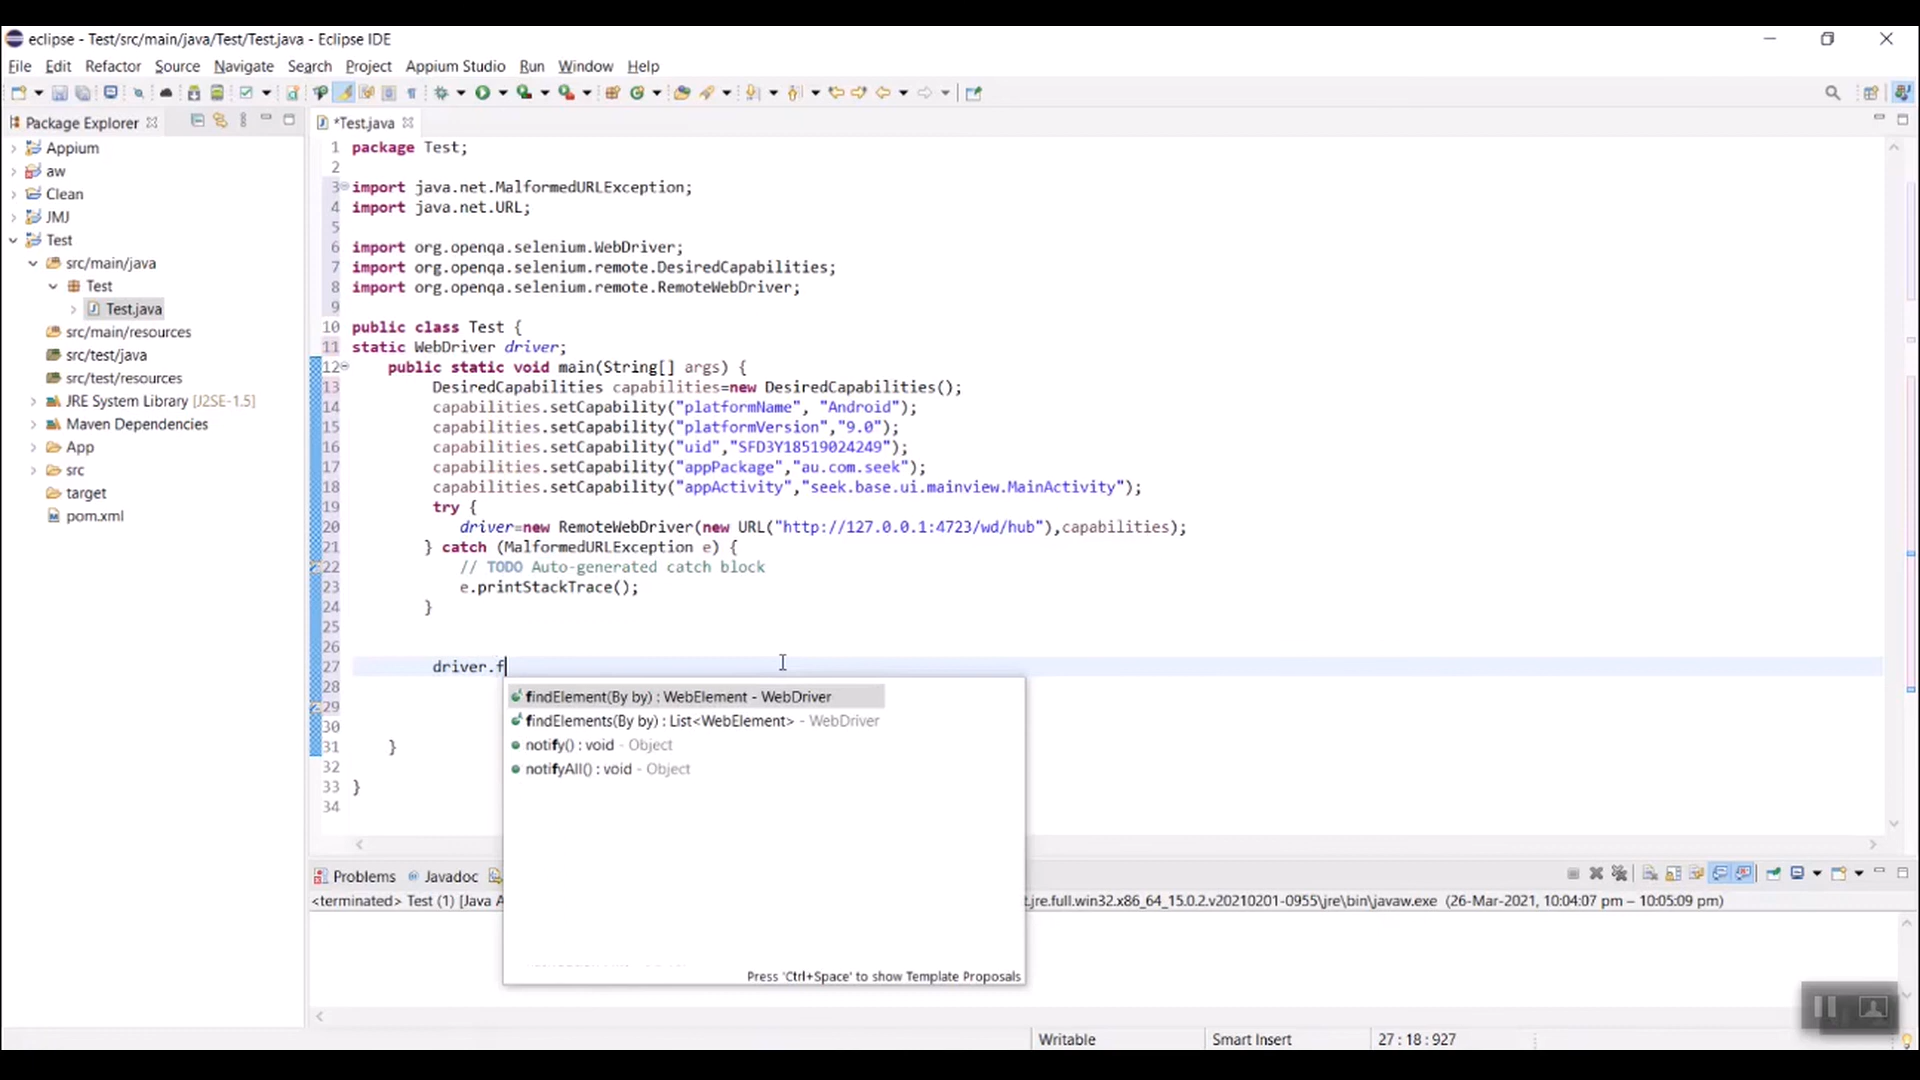 eclipse - Test/src/main/java/Test/Test.java - Eclipse IDE
File Edit Refactor Source Navigate Search Project Appium Studio Run Window Help
Package Explorer
*Test.java
Appium
aw
Clean
JMJ
Test
src/main/java
Test
Test.java
src/main/resources
src/test/java
src/test/resources
JRE System Library [J2SE-1.5]
Maven Dependencies
App
src
target
pom.xml
1 package Test;
2
3 import java.net.MalformedURLException;
4 import java.net.URL;
5
6 import org.openqa.selenium.WebDriver;
7 import org.openqa.selenium.remote.DesiredCapabilities;
8 import org.openqa.selenium.remote.RemoteWebDriver;
9
10 public class Test {
11 static WebDriver driver;
12 public static void main(String[] args) {
13 DesiredCapabilities capabilities=new DesiredCapabilities();
14 capabilities.setCapability("platformName", "Android");
15 capabilities.setCapability("platformVersion","9.0");
16 capabilities.setCapability("uid","SFD3Y18519024249");
17 capabilities.setCapability("appPackage","au.com.seek");
18 capabilities.setCapability("appActivity","seek.base.ui.mainview.MainActivity");
19 try {
20 driver=new RemoteWebDriver(new URL("http://127.0.0.1:4723/wd/hub"),capabilities);
21 } catch (MalformedURLException e) {
22 // TODO Auto-generated catch block
23 e.printStackTrace();
24 }
25
26
27 driver.f
28
29
30
31 }
32
33 }
34
findElement(By by) : WebElement - WebDriver
findElements(By by) : List<WebElement> - WebDriver
notify() : void - Object
notifyAll() : void - Object
Press 'Ctrl+Space' to show Template Proposals
Problems Javadoc
<terminated> Test (1) [Java A
t.jre.full.win32.x86_64_15.0.2.v20210201-0955\jre\bin\javaw.exe (26-Mar-2021, 10:04:07 pm – 10:05:09 pm)
Writable Smart Insert 27 : 18 : 927